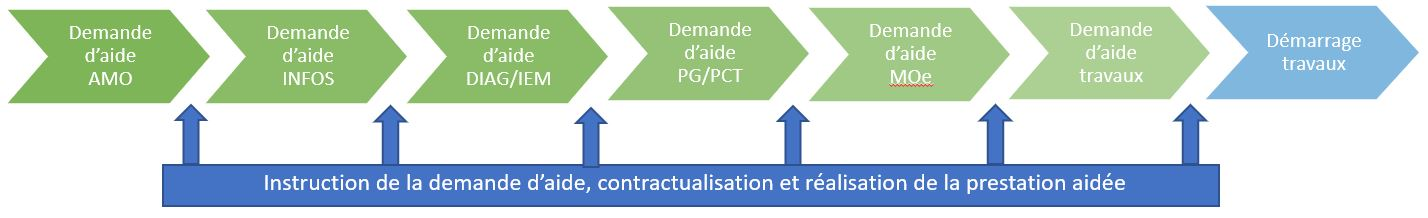 Demande
d’aide
AMO
Demande
d’aide
INFOS
Demande
d’aide
DIAG/IEM
Demande
d’aide
PG/PCT
Demande
d’aide
MOe
Demande
d’aide
travaux
Démarrage
travaux
Instruction de la demande d’aide, contractualisation et réalisation de la prestation aidée